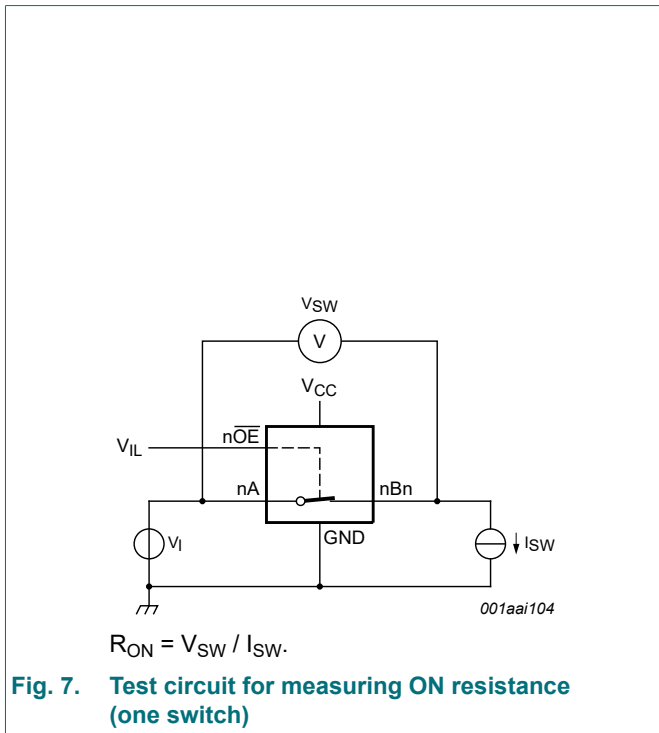 VSW
V
VCC
VIL
nOE
nA
nBn
VI
GND
ISW
001aai104
RON = VSW / ISW.
Fig. 7. Test circuit for measuring ON resistance
(one switch)